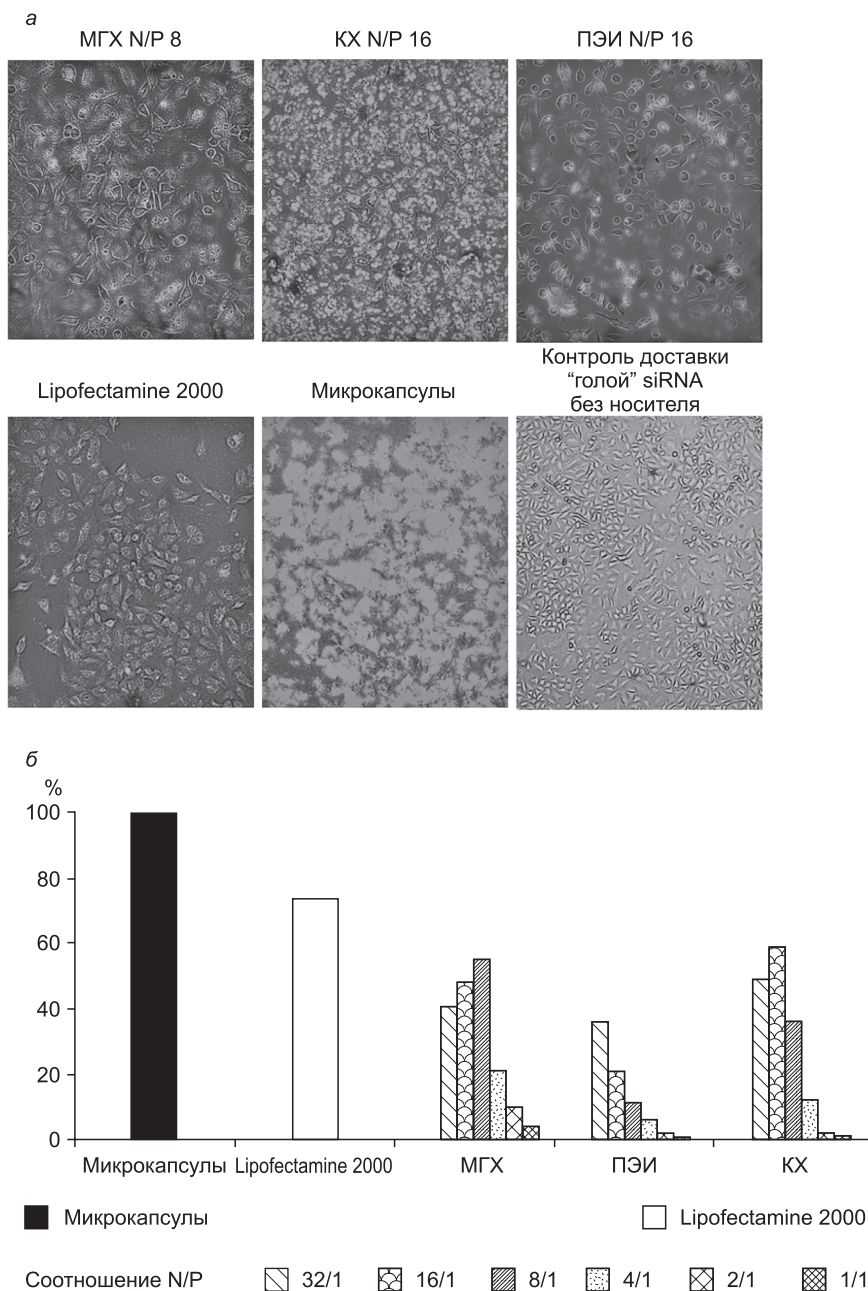 а
МГХ N/P 8
КХ N/P 16
ПЭИ N/P 16
Lipofectamine 2000
Микрокапсулы
Контроль доставки
“голой” siRNA
без носителя
б
%
100
80
60
40
20
0
Микрокапсулы
Lipofectamine 2000
МГХ
ПЭИ
КХ
Микрокапсулы
Lipofectamine 2000
Соотношение N/P 32/1 16/1 8/1 4/1 2/1 1/1